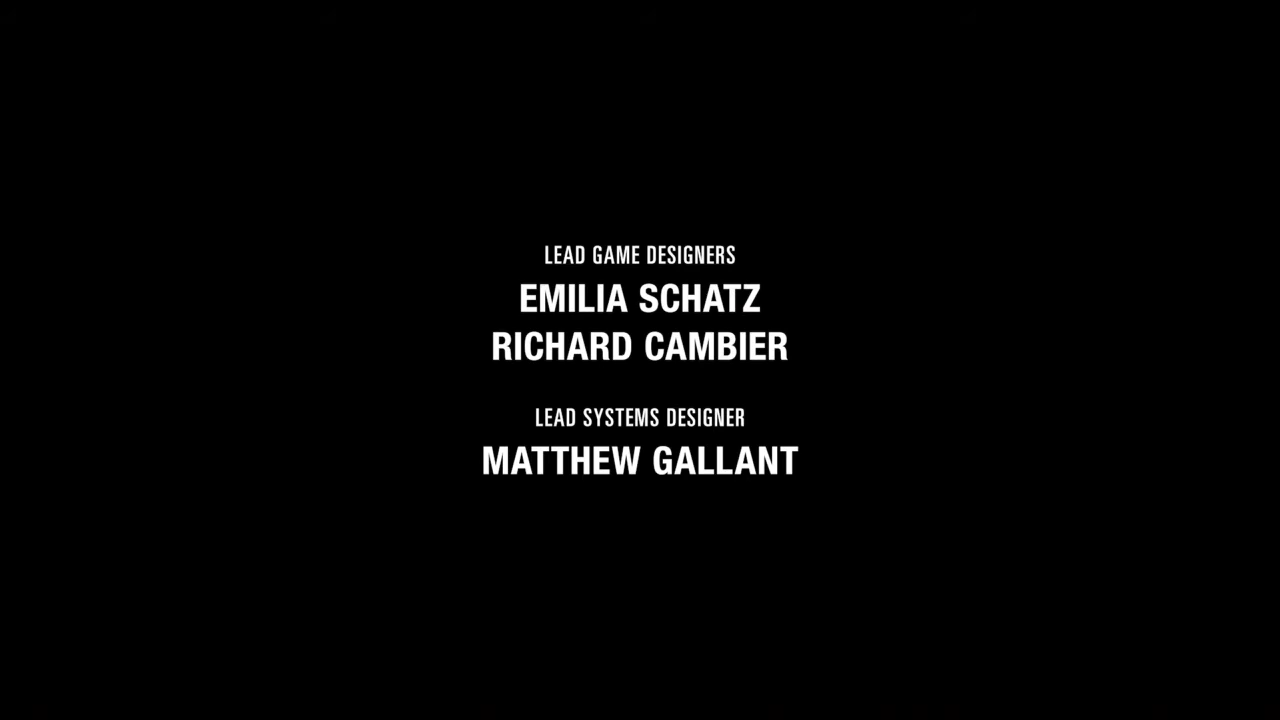 LEAD GAME DESIGNERS
EMILIA SCHATZ
RICHARD CAMBIER
LEAD SYSTEMS DESIGNER
MATTHEW GALLANT